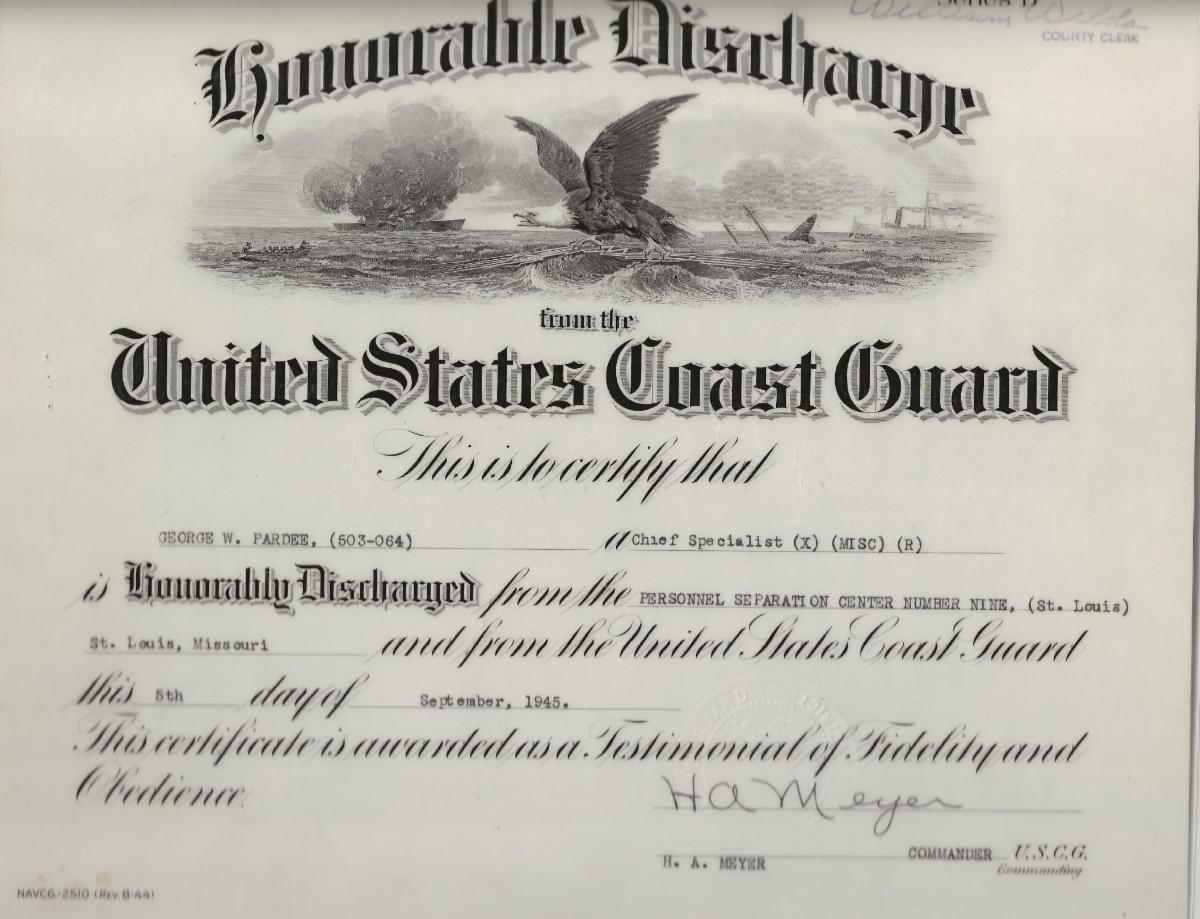 William
COUNTY CLERK
Honorable Discharge
from the
United States Coast Guard
This is to certify that
GEORGE W. PARDEE, (503-064) a Chief Specialist (X) (MISC) (R)
is Honorably Discharged from the PERSONNEL SEPARATION CENTER NUMBER NINE, (St. Louis)
St. Louis, Missouri and from the United States Coast Guard
this 5th day of September, 1945.
This certificate is awarded as a Testimonial of Fidelity and
Obedience.
H A Meyer
H. A. MEYER COMMANDER U.S.C.G.
Commanding
NAVCG-2510 (Rev. 8-44)